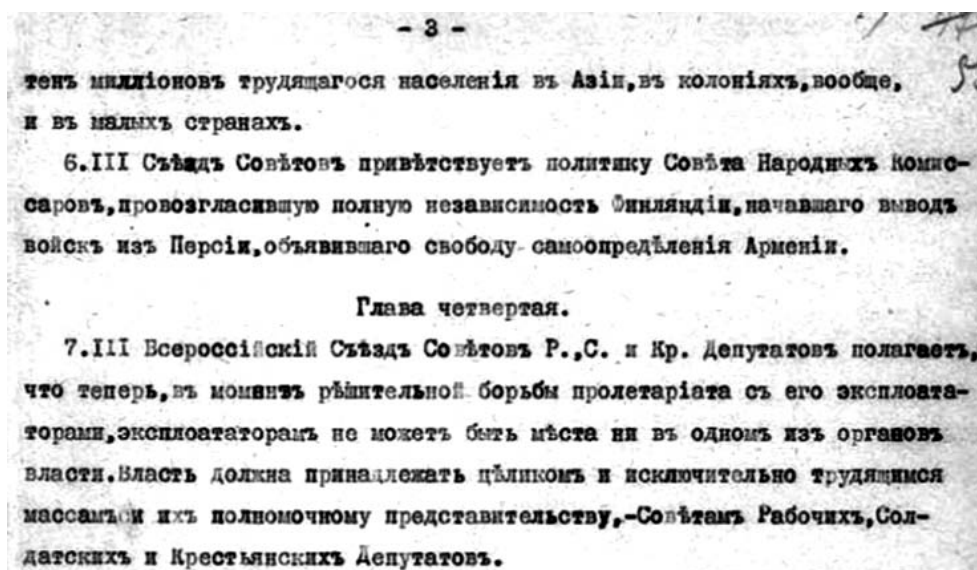 - 3 -
тенъ милліоновъ трудящагося населенія въ Азіи,въ колоніяхъ,вообще,
и въ малыхъ странахъ.
6.III Съѣздъ Совѣтовъ привѣтствуетъ политику Совѣта Народныхъ Комис-
саровъ,провозгласившую полную независимость Финляндіи,начавшаго выводъ
войскъ изъ Персіи,объявившаго свободу самоопредѣленія Арменіи.
Глава четвертая.
7.III Всероссійскій Съѣздъ Совѣтовъ Р.,С. и Кр. Депутатовъ полагаетъ,
что теперь,въ моментъ рѣшительной борьбы пролетаріата съ его эксплоата-
торами,эксплоататорамъ не можетъ быть мѣста ни въ одномъ изъ органовъ
власти.Власть должна принадлежать цѣликомъ и исключительно трудящимся
массамъ и ихъ полномочному представительству,-Совѣтамъ Рабочихъ,Сол-
датскихъ и Крестьянскихъ Депутатовъ.